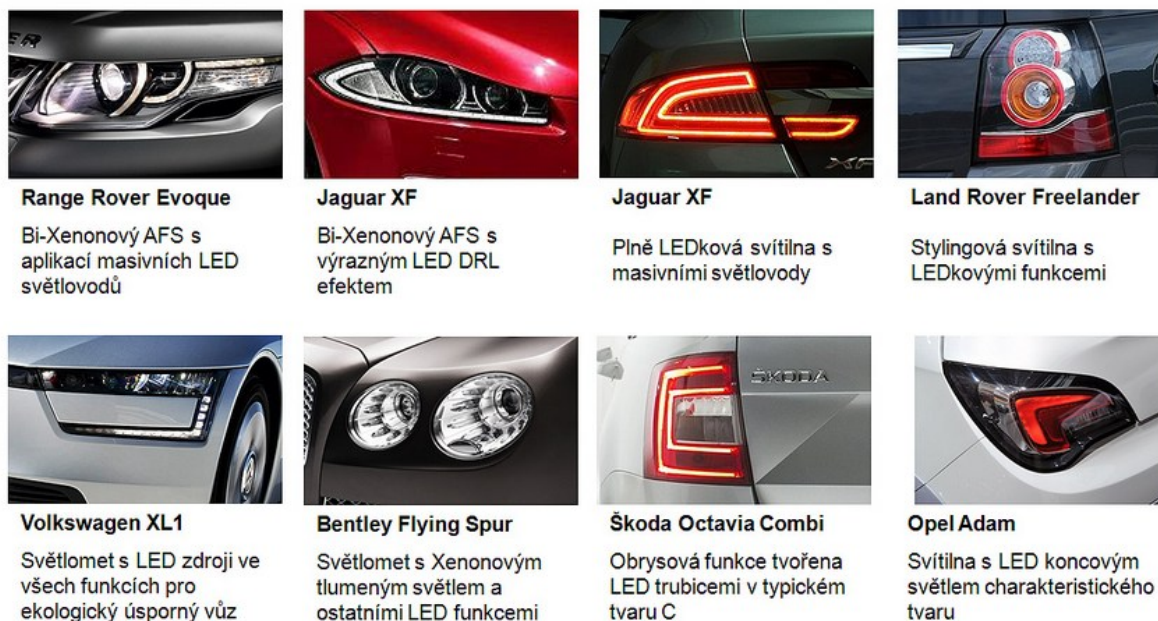 ER
XF
Range Rover Evoque
Bi-Xenonový AFS s
aplikací masivních LED
světlovodů
Jaguar XF
Bi-Xenonový AFS s
výrazným LED DRL
efektem
Jaguar XF
Plně LEDková svítilna s
masivními světlovody
Land Rover Freelander
Stylingová svítilna s
LEDkovými funkcemi
ŠKODA
Volkswagen XL1
Světlomet s LED zdroji ve
všech funkcích pro
ekologický úsporný vůz
Bentley Flying Spur
Světlomet s Xenonovým
tlumeným světlem a
ostatními LED funkcemi
Škoda Octavia Combi
Obrysová funkce tvořena
LED trubicemi v typickém
tvaru C
Opel Adam
Svítilna s LED koncovým
světlem charakteristického
tvaru